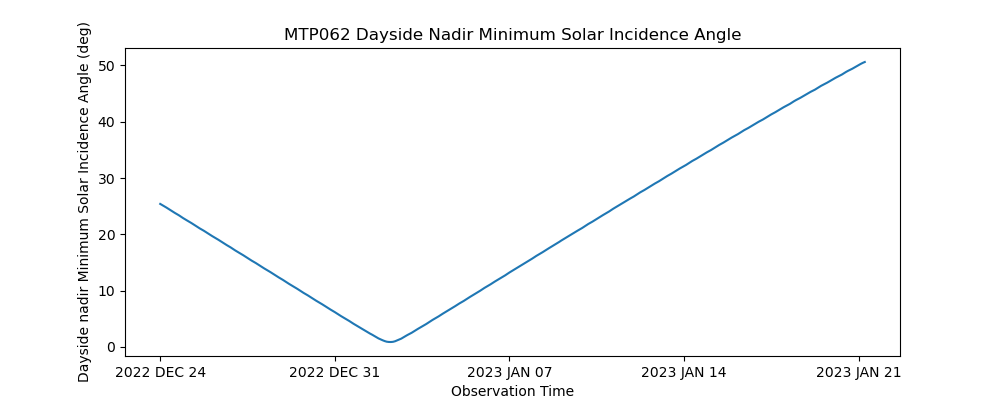 MTP062 Dayside Nadir Minimum Solar Incidence Angle
Dayside nadir Minimum Solar Incidence Angle (deg)
50
40
30
20
10
0
2022 DEC 24
2022 DEC 31
2023 JAN 07
2023 JAN 14
2023 JAN 21
Observation Time